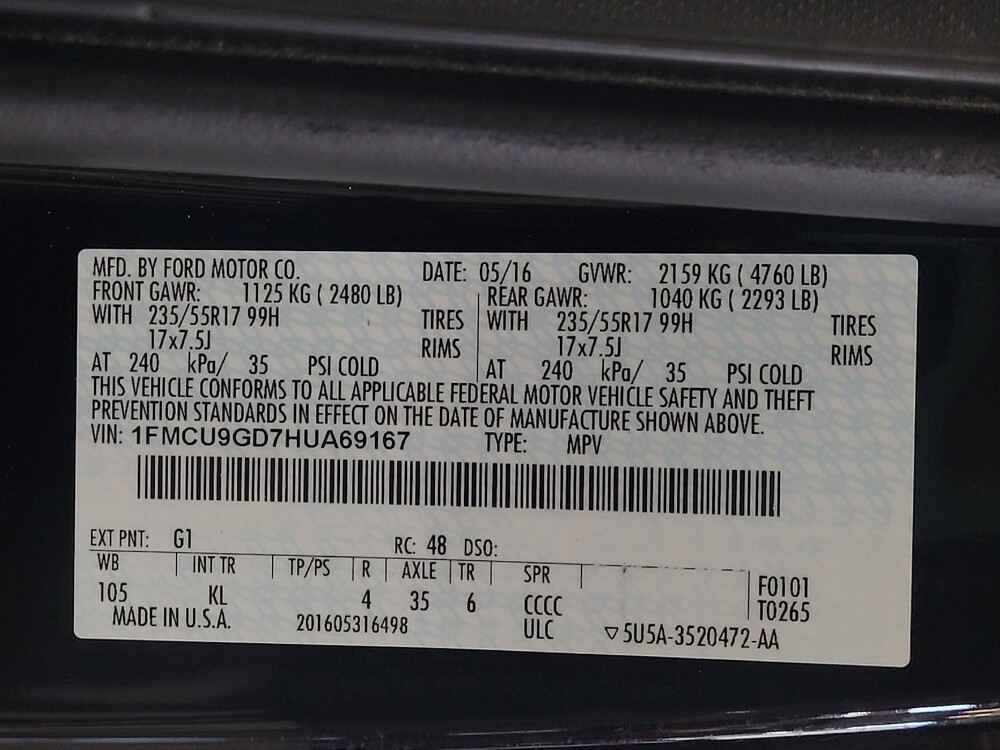 MFD. BY FORD MOTOR CO. DATE: 05/16 GVWR: 2159 KG ( 4760 LB)
FRONT GAWR: 1125 KG ( 2480 LB) REAR GAWR: 1040 KG ( 2293 LB)
WITH 235/55R17 99H TIRES WITH 235/55R17 99H TIRES
17x7.5J RIMS 17x7.5J RIMS
AT 240 kPa/ 35 PSI COLD AT 240 kPa/ 35 PSI COLD
THIS VEHICLE CONFORMS TO ALL APPLICABLE FEDERAL MOTOR VEHICLE SAFETY AND THEFT
PREVENTION STANDARDS IN EFFECT ON THE DATE OF MANUFACTURE SHOWN ABOVE.
VIN: 1FMCU9GD7HUA69167 TYPE: MPV
EXT PNT: G1 RC: 48 DSO:
WB INT TR TP/PS R AXLE TR SPR F0101
105 KL 4 35 6 CCCC T0265
MADE IN U.S.A. 201605316498 ULC ▽5U5A-3520472-AA